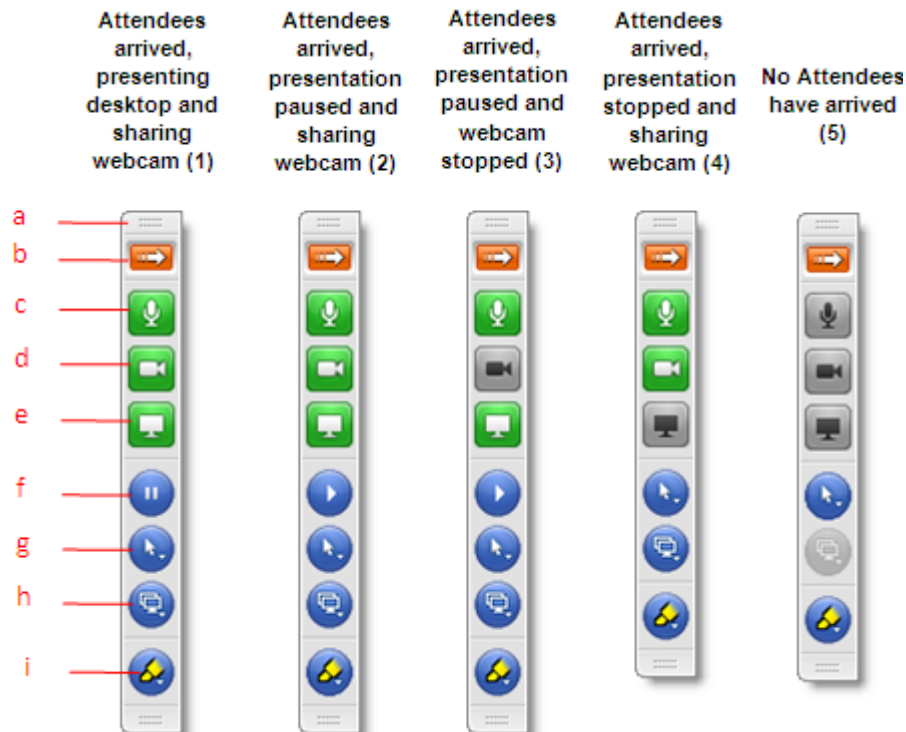 Attendees
arrived,
presenting
desktop and
sharing
webcam (1)
Attendees
arrived,
presentation
paused and
sharing
webcam (2)
Attendees
arrived,
presentation
paused and
webcam
stopped (3)
Attendees
arrived,
presentation
stopped and
sharing
webcam (4)
No Attendees
have arrived
(5)
a
b
c
d
e
f
g
h
i